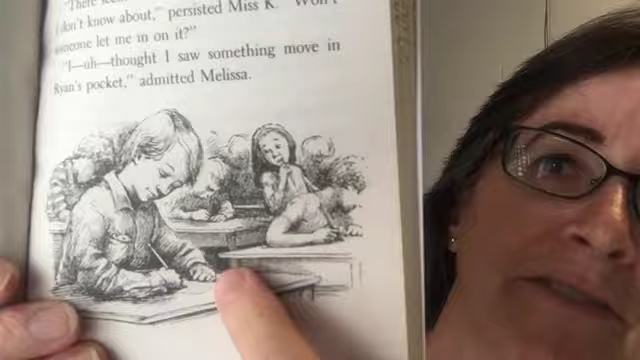 "There
don't know about," persisted Miss K. "Won't
someone let me in on it?"
"I—uh—thought I saw something move in
Ryan's pocket," admitted Melissa.